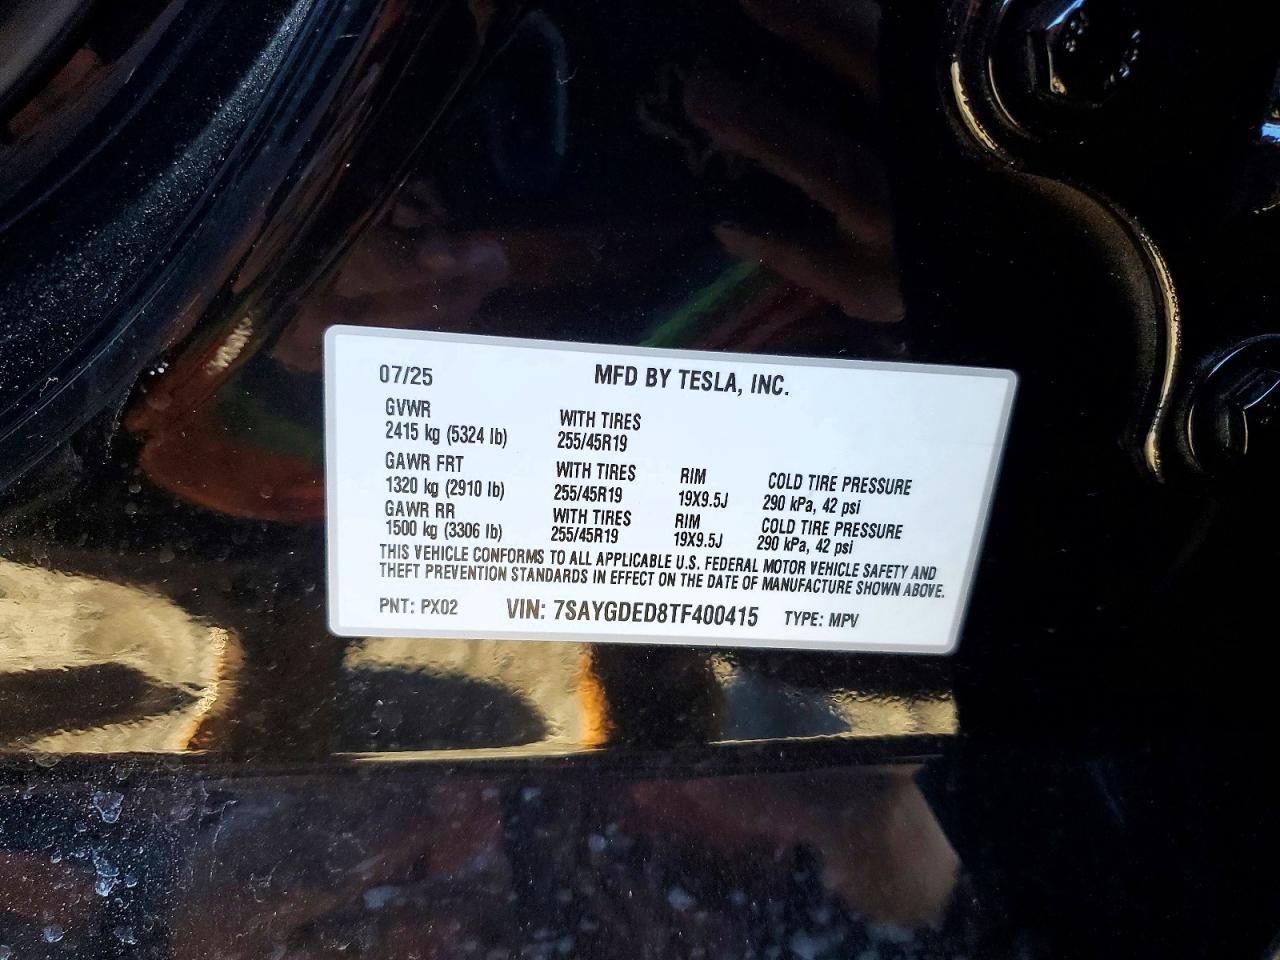 07/25 MFD BY TESLA, INC.
GVWR WITH TIRES
2415 kg (5324 lb) 255/45R19
GAWR FRT WITH TIRES RIM COLD TIRE PRESSURE
1320 kg (2910 lb) 255/45R19 19X9.5J 290 kPa, 42 psi
GAWR RR WITH TIRES RIM COLD TIRE PRESSURE
1500 kg (3306 lb) 255/45R19 19X9.5J 290 kPa, 42 psi
THIS VEHICLE CONFORMS TO ALL APPLICABLE U.S. FEDERAL MOTOR VEHICLE SAFETY AND
THEFT PREVENTION STANDARDS IN EFFECT ON THE DATE OF MANUFACTURE SHOWN ABOVE.
PNT: PX02 VIN: 7SAYGDED8TF400415 TYPE: MPV